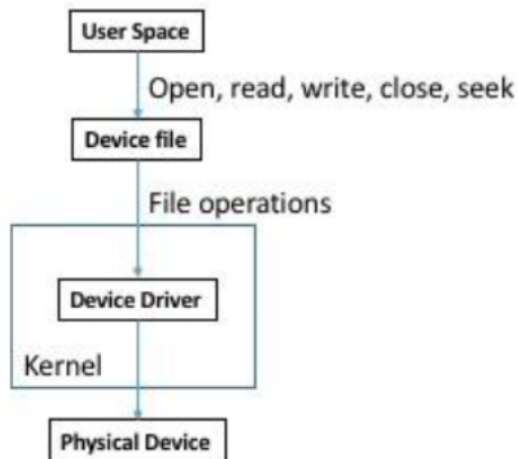 User Space
Open, read, write, close, seek
Device file
File operations
Device Driver
Kernel
Physical Device